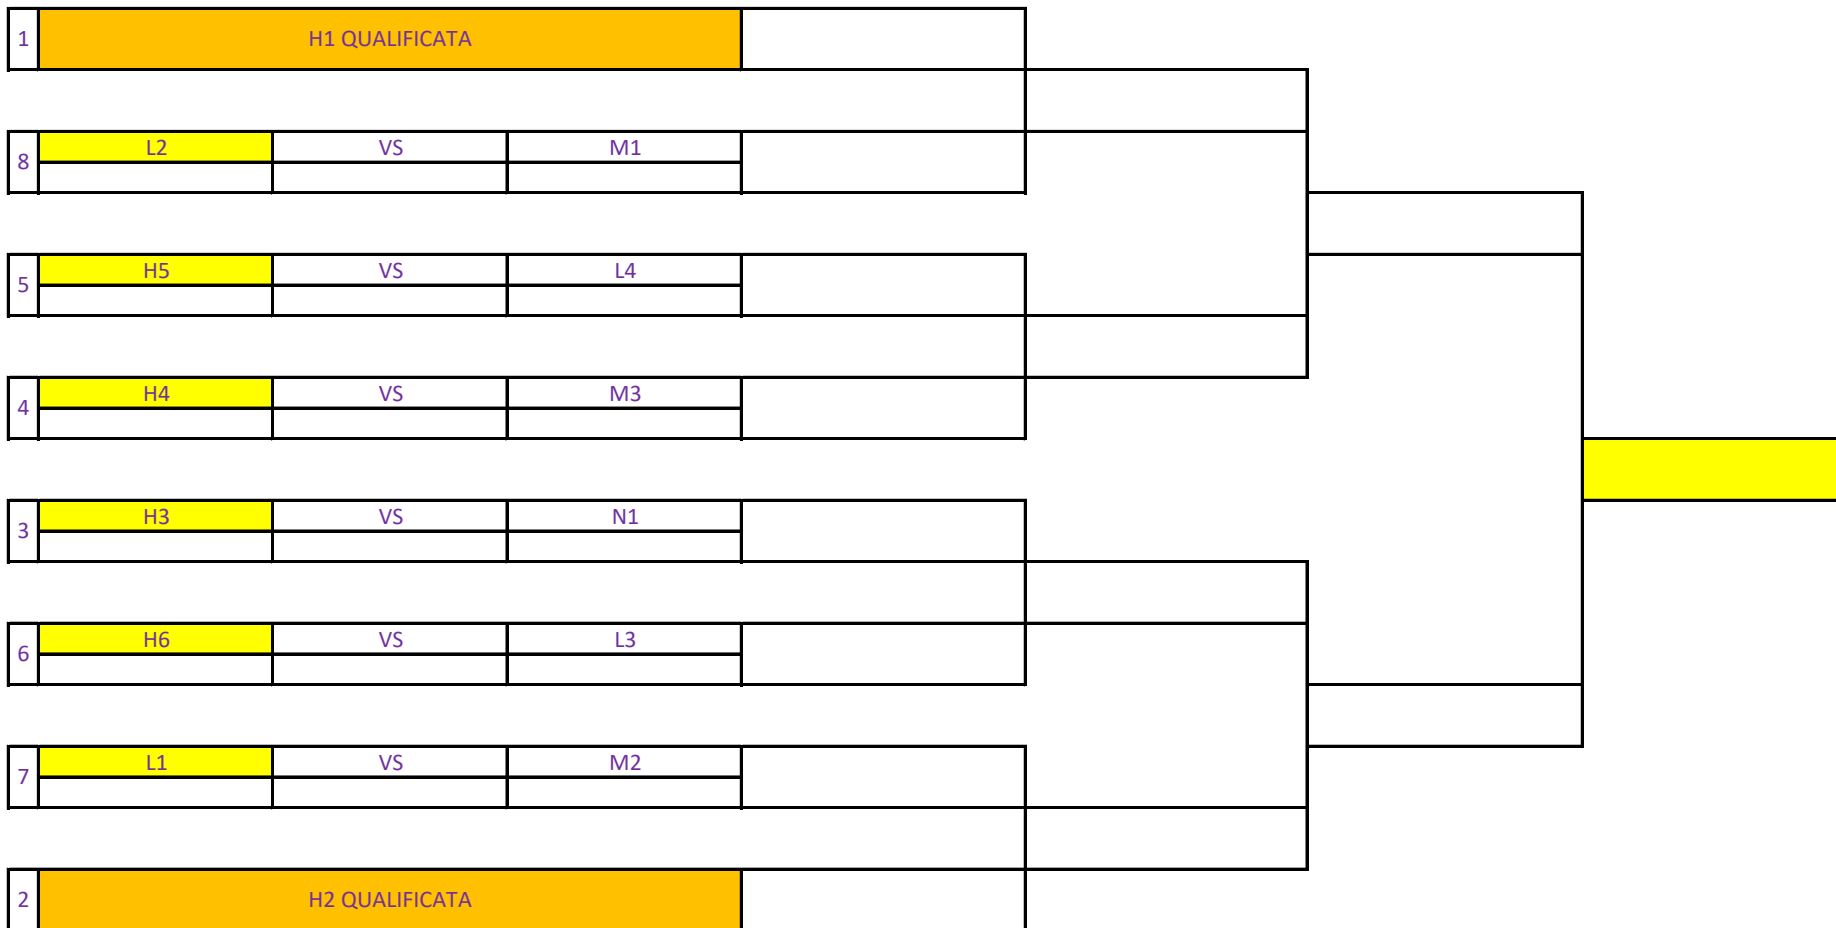 1 H1 QUALIFICATA
8 L2 VS M1
5 H5 VS L4
4 H4 VS M3
3 H3 VS N1
6 H6 VS L3
7 L1 VS M2
2 H2 QUALIFICATA